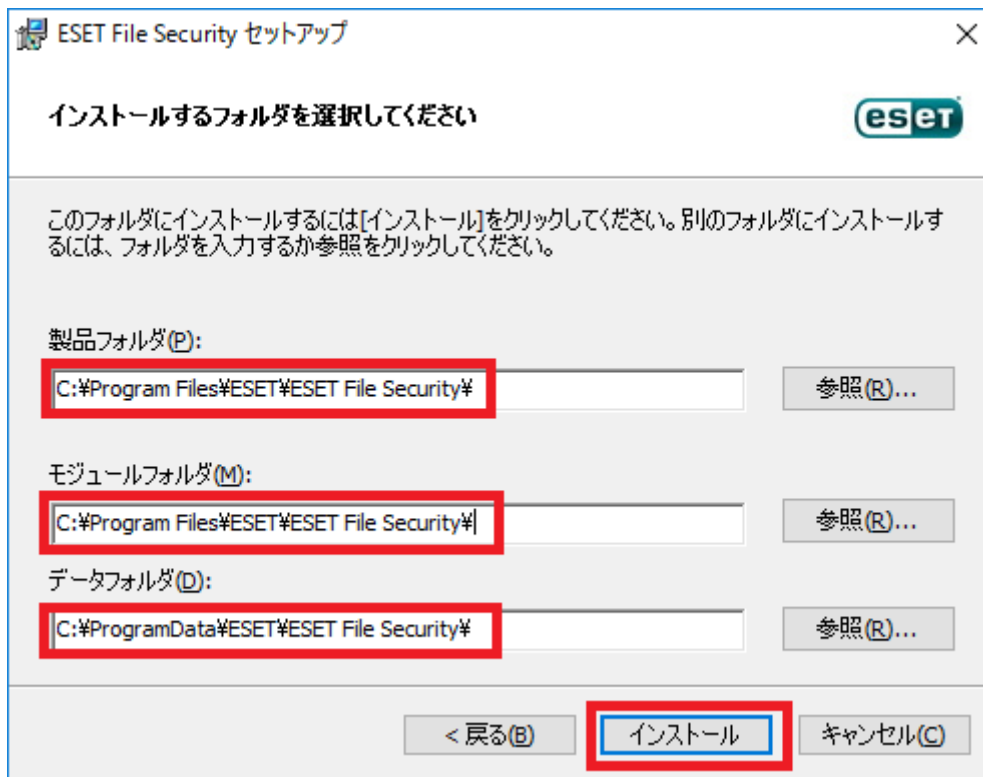 ESET File Security セットアップ
インストールするフォルダを選択してください
eset
このフォルダにインストールするには[インストール]をクリックしてください。別のフォルダにインストールす
るには、フォルダを入力するか参照をクリックしてください。
製品フォルダ(P):
C:¥Program Files¥ESET¥ESET File Security¥
参照(R)...
モジュールフォルダ(M):
C:¥Program Files¥ESET¥ESET File Security¥
参照(R)...
データフォルダ(D):
C:¥ProgramData¥ESET¥ESET File Security¥
参照(R)...
< 戻る(B)
インストール
キャンセル(C)